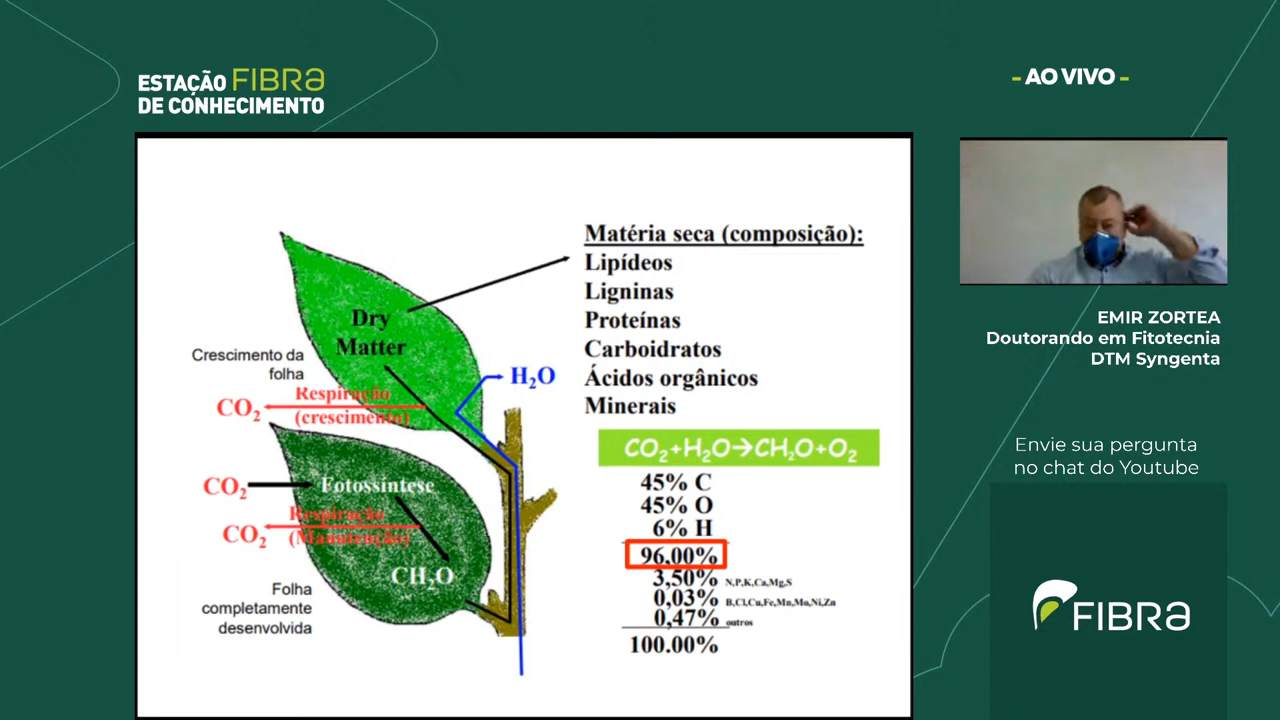 ESTAÇÃO FIBRA
DE CONHECIMENTO
- AO VIVO -
Matéria seca (composição):
Lipídeos
Ligninas
Proteínas
Carboidratos
Ácidos orgânicos
Minerais
Dry
Matter
Crescimento da
folha
H₂O
Respiração
(crescimento)
CO₂
CO₂
Fotossíntese
Respiração
(Manutenção)
CO₂
CH₂O
Folha
completamente
desenvolvida
CO₂+H₂O→CH₂O+O₂
45% C
45% O
6% H
96,00%
3,50% N,P,K,Ca,Mg,S
0,03% B,Cl,Cu,Fe,Mn,Mo,Ni,Zn
0,47% outros
100.00%
EMIR ZORTEA
Doutorando em Fitotecnia
DTM Syngenta
Envie sua pergunta
no chat do Youtube
FIBRA